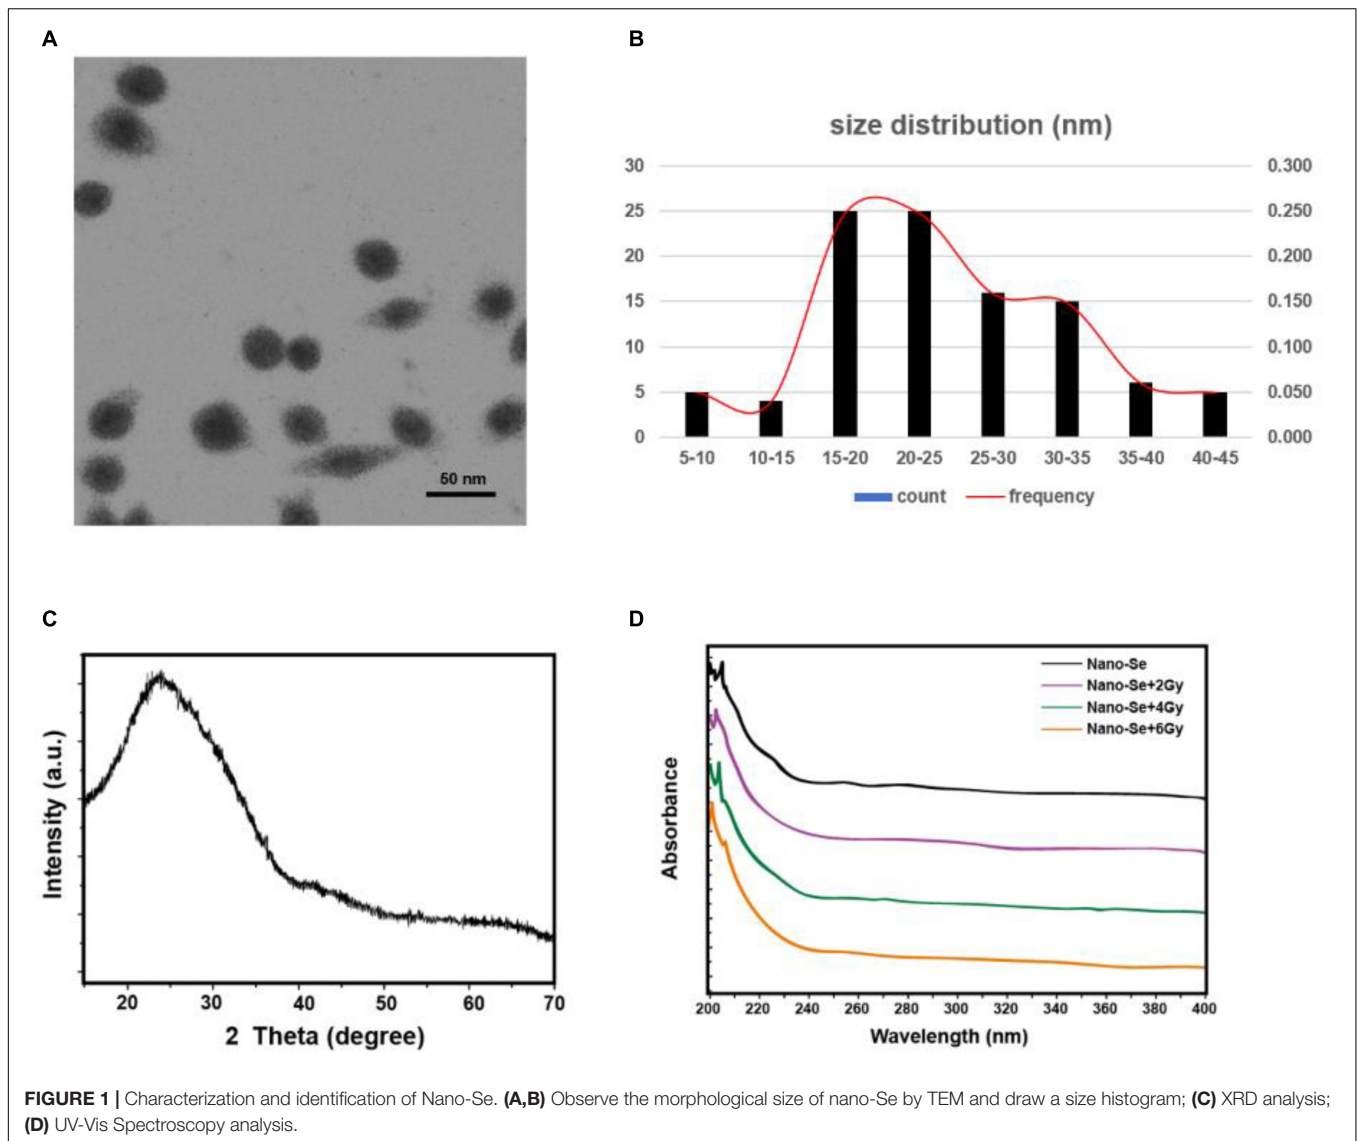 A
50 nm
B
size distribution (nm)
30
25
20
15
10
5
0
0.300
0.250
0.200
0.150
0.100
0.050
0.000
5-10 10-15 15-20 20-25 25-30 30-35 35-40 40-45
count frequency
C
Intensity (a.u.)
20 30 40 50 60 70
2 Theta (degree)
D
Nano-Se
Nano-Se+2Gy
Nano-Se+4Gy
Nano-Se+6Gy
Absorbance
200 220 240 260 280 300 320 340 360 380 400
Wavelength (nm)
FIGURE 1 | Characterization and identification of Nano-Se. (A,B) Observe the morphological size of nano-Se by TEM and draw a size histogram; (C) XRD analysis;
(D) UV-Vis Spectroscopy analysis.